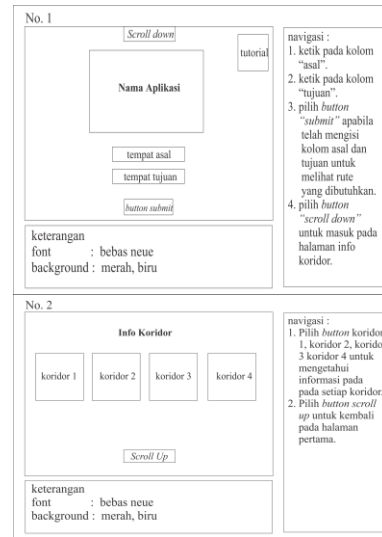 No. 1
Scroll down
tutorial
Nama Aplikasi
tempat asal
tempat tujuan
button submit
keterangan
font : bebas neue
background : merah, biru
navigasi :
1. ketik pada kolom
“asal”.
2. ketik pada kolom
“tujuan”.
3. pilih button
“submit” apabila
telah mengisi
kolom asal dan
tujuan untuk
melihat rute
yang dibutuhkan.
4. pilih button
“scroll down”
untuk masuk pada
halaman info
koridor.
No. 2
Info Koridor
koridor 1 koridor 2 koridor 3 koridor 4
Scroll Up
keterangan
font : bebas neue
background : merah, biru
navigasi :
1. Pilih button koridor
1, koridor 2, korido
3 koridor 4 untuk
mengetahui
informasi pada
pada setiap koridor.
2. Pilih button scroll
up untuk kembali
pada halaman
pertama.